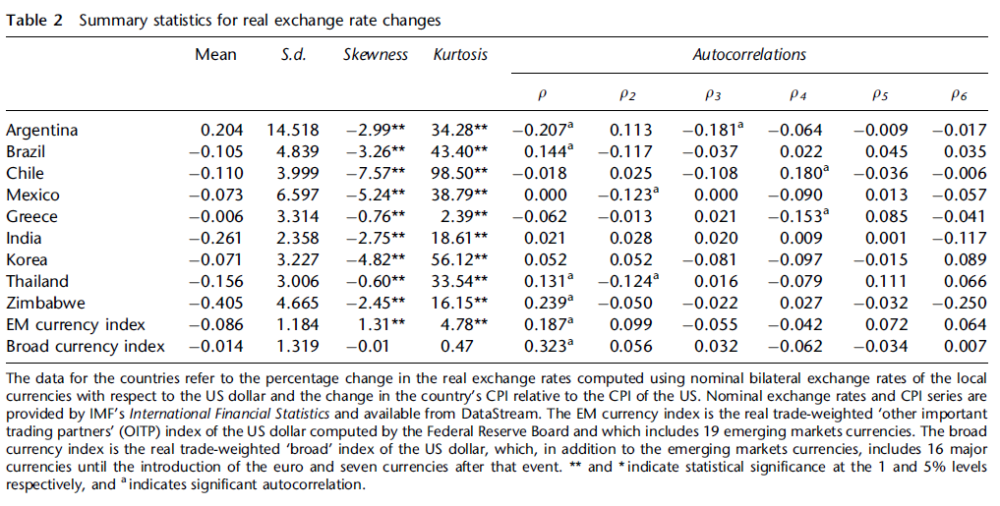 Table 2 Summary statistics for real exchange rate changes
Mean S.d. Skewness Kurtosis Autocorrelations
ρ ρ2 ρ3 ρ4 ρ5 ρ6
Argentina 0.204 14.518 −2.99** 34.28** −0.207a 0.113 −0.181a −0.064 −0.009 −0.017
Brazil −0.105 4.839 −3.26** 43.40** 0.144a −0.117 −0.037 0.022 0.045 0.035
Chile −0.110 3.999 −7.57** 98.50** −0.018 0.025 −0.108 0.180a −0.036 −0.006
Mexico −0.073 6.597 −5.24** 38.79** 0.000 −0.123a 0.000 −0.090 0.013 −0.057
Greece −0.006 3.314 −0.76** 2.39** −0.062 −0.013 0.021 −0.153a 0.085 −0.041
India −0.261 2.358 −2.75** 18.61** 0.021 0.028 0.020 0.009 0.001 −0.117
Korea −0.071 3.227 −4.82** 56.12** 0.052 0.052 −0.081 −0.097 −0.015 0.089
Thailand −0.156 3.006 −0.60** 33.54** 0.131a −0.124a 0.016 −0.079 0.111 0.066
Zimbabwe −0.405 4.665 −2.45** 16.15** 0.239a −0.050 −0.022 0.027 −0.032 −0.250
EM currency index −0.086 1.184 1.31** 4.78** 0.187a 0.099 −0.055 −0.042 0.072 0.064
Broad currency index −0.014 1.319 −0.01 0.47 0.323a 0.056 0.032 −0.062 −0.034 0.007
The data for the countries refer to the percentage change in the real exchange rates computed using nominal bilateral exchange rates of the local
currencies with respect to the US dollar and the change in the country's CPI relative to the CPI of the US. Nominal exchange rates and CPI series are
provided by IMF's International Financial Statistics and available from DataStream. The EM currency index is the real trade-weighted 'other important
trading partners' (OITP) index of the US dollar computed by the Federal Reserve Board and which includes 19 emerging markets currencies. The broad
currency index is the real trade-weighted 'broad' index of the US dollar, which, in addition to the emerging markets currencies, includes 16 major
currencies until the introduction of the euro and seven currencies after that event. ** and * indicate statistical significance at the 1 and 5% levels
respectively, and a indicates significant autocorrelation.